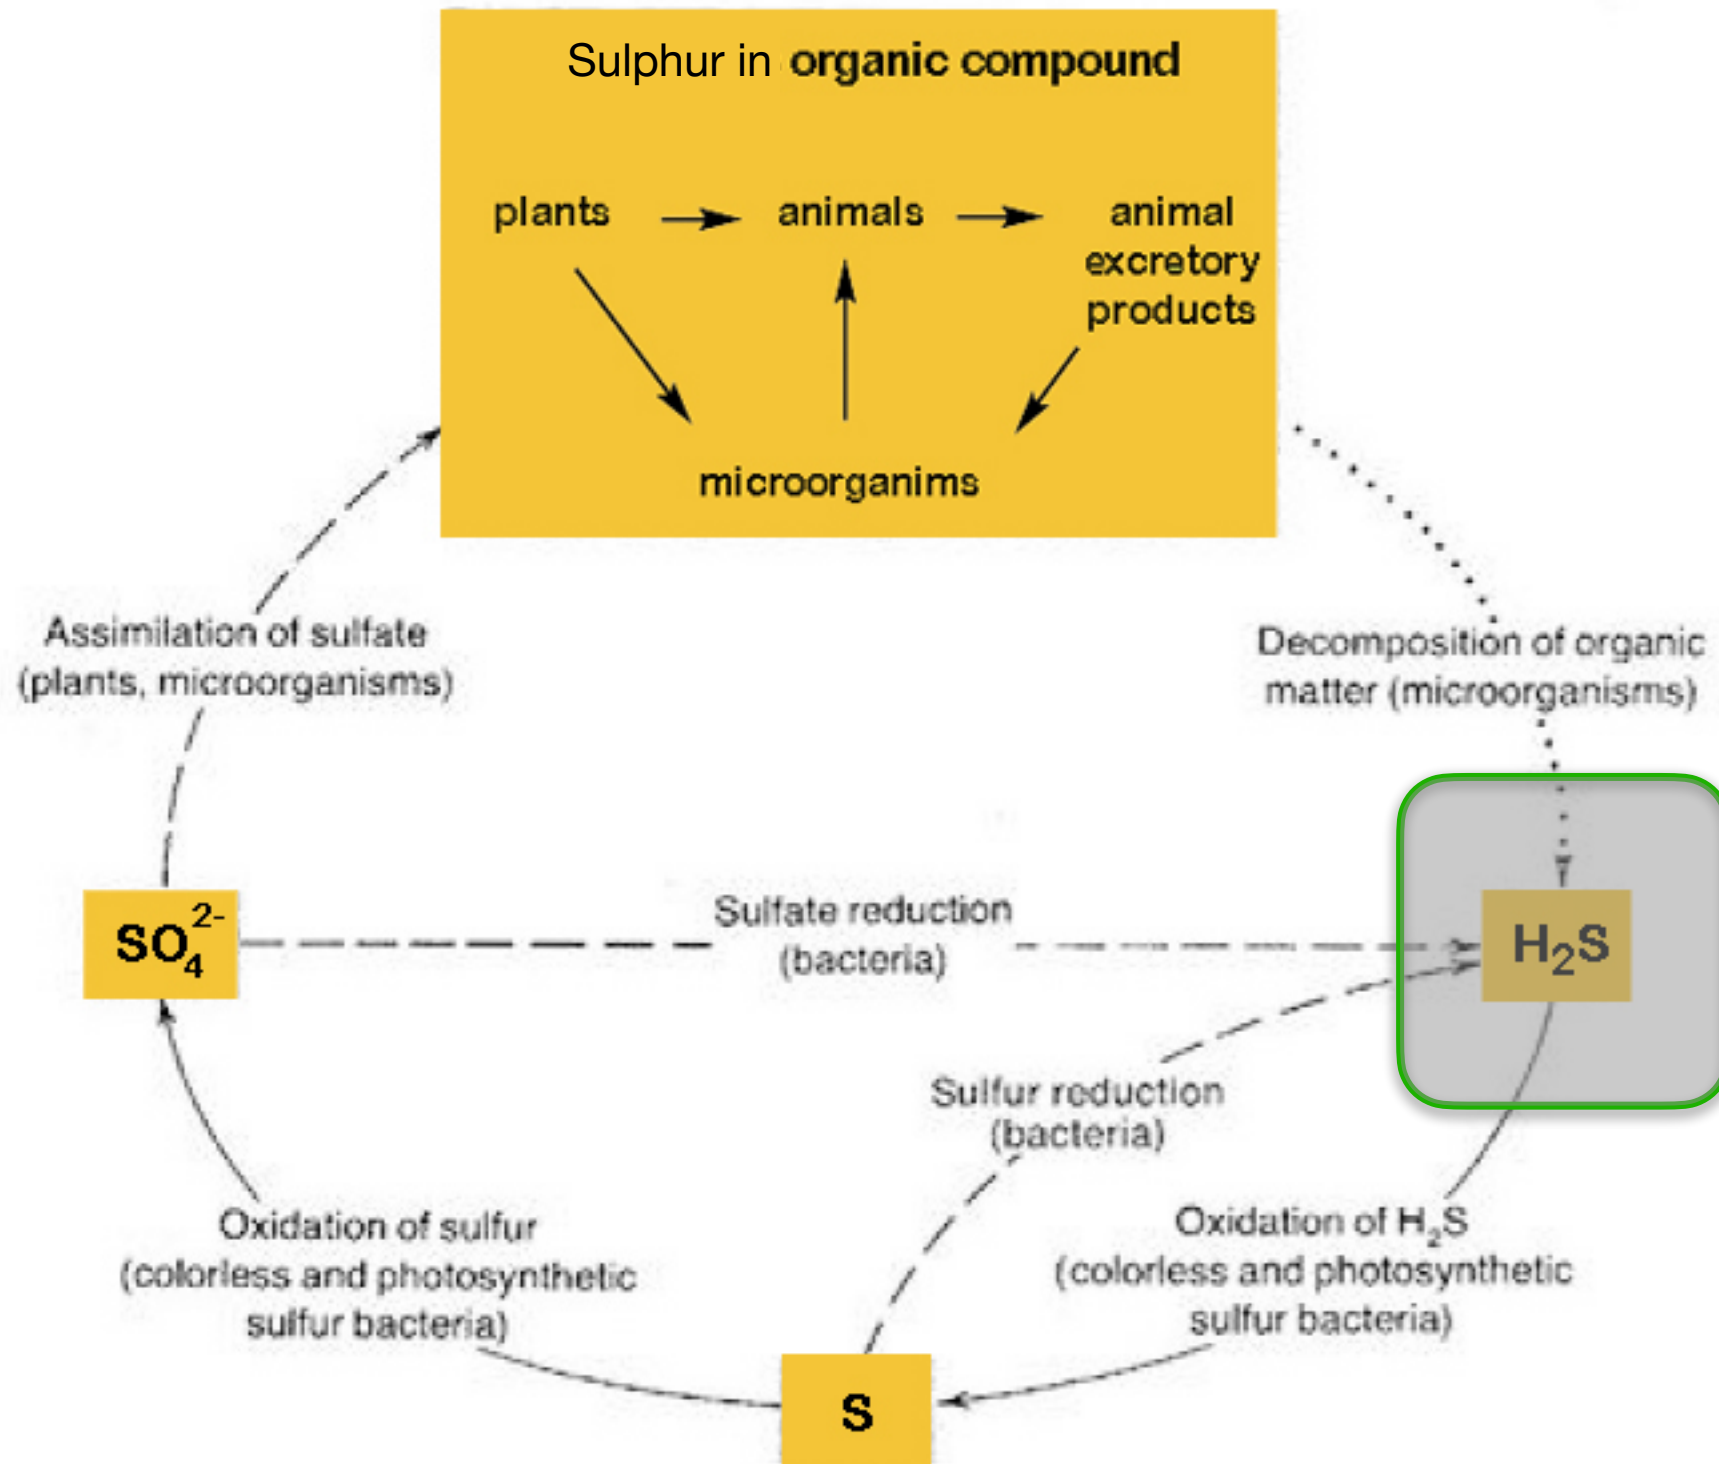 Sulphur in organic compound
plants
animals
animal
excretory
products
microorganims
Assimilation of sulfate
(plants, microorganisms)
Decomposition of organic
matter (microorganisms)
SO₄²⁻
Sulfate reduction
(bacteria)
H₂S
Sulfur reduction
(bacteria)
Oxidation of sulfur
(colorless and photosynthetic
sulfur bacteria)
Oxidation of H₂S
(colorless and photosynthetic
sulfur bacteria)
S